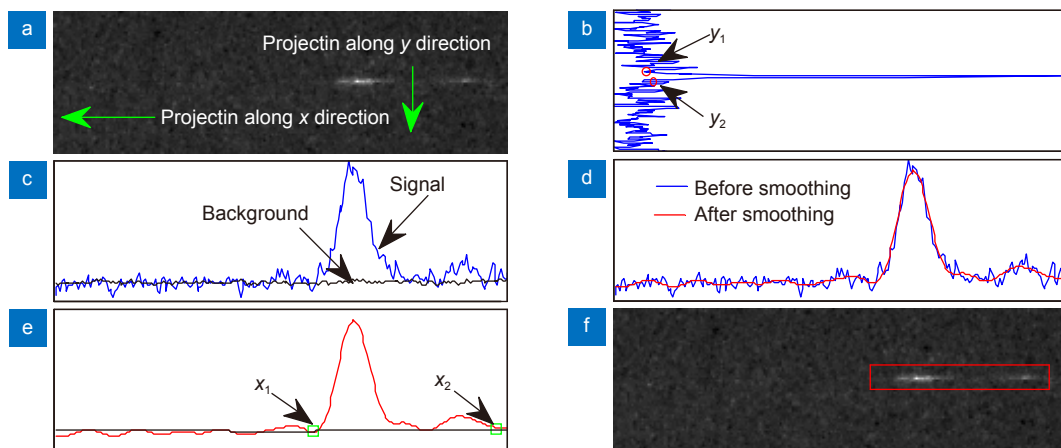 a
Projectin along y direction
Projectin along x direction
b
y1
y2
c
Signal
Background
d
Before smoothing
After smoothing
e
x1
x2
f